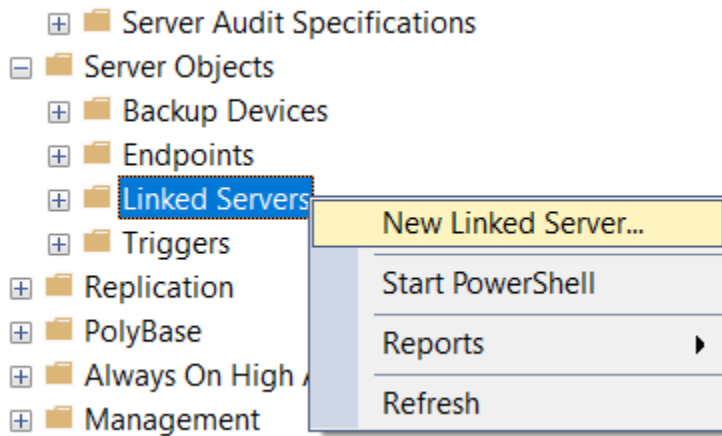 Server Audit Specifications
Server Objects
Backup Devices
Endpoints
Linked Servers
Triggers
Replication
PolyBase
Always On High
Management
New Linked Server...
Start PowerShell
Reports
Refresh